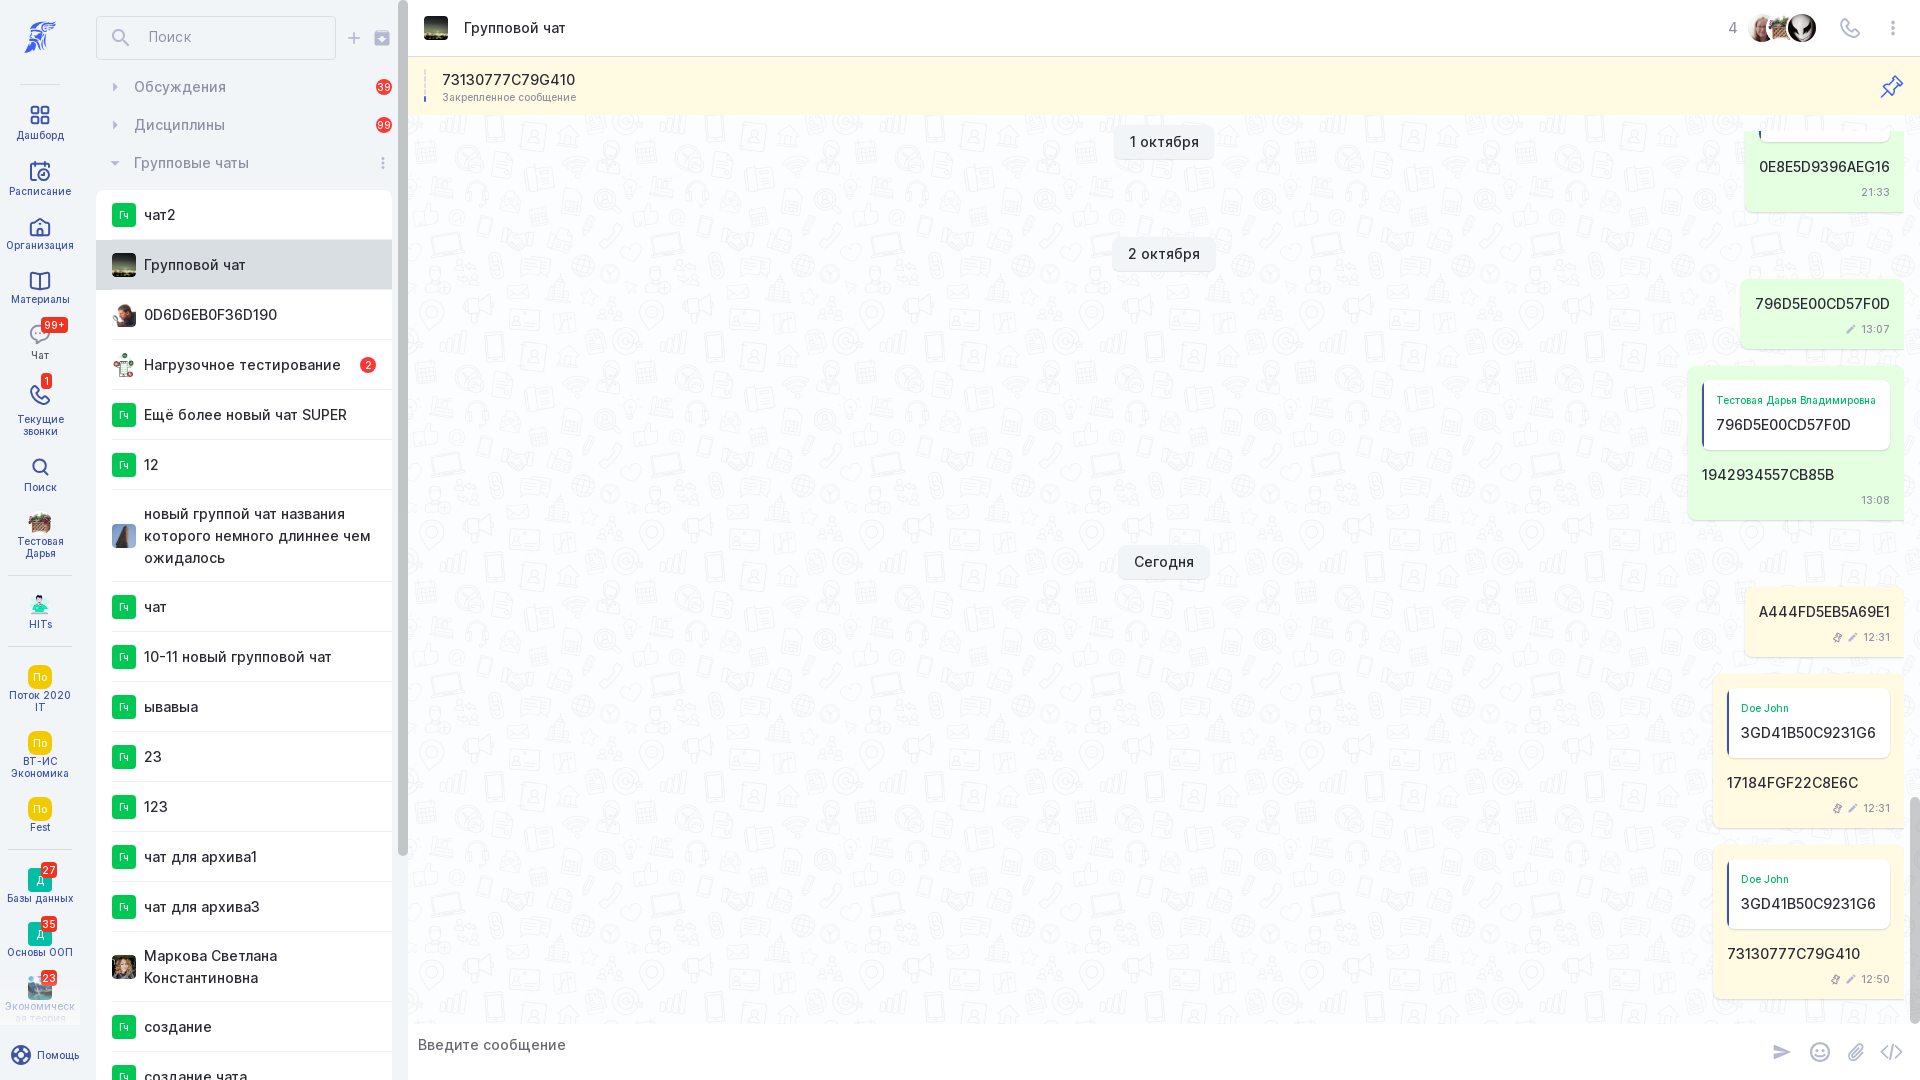 Дашборд
Расписание
Организация
Материалы
99+
Чат
1
Текущие
звонки
Поиск
Тестовая
Дарья
HITs
По
Поток 2020
IT
По
ВТ-ИС
Экономика
По
Fest
27
Д
Базы данных
35
Д
Основы ООП
23
Экономическ
ая теория
Помощь
Поиск
Обсуждения
39
Дисциплины
99
Групповые чаты
Гч
чат2
Групповой чат
0D6D6EB0F36D190
Нагрузочное тестирование
2
Гч
Ещё более новый чат SUPER
Гч
12
новый группой чат названия
которого немного длиннее чем
ожидалось
Гч
чат
Гч
10-11 новый групповой чат
Гч
ывавыа
Гч
23
Гч
123
Гч
чат для архива1
Гч
чат для архива3
Маркова Светлана
Константиновна
Гч
создание
Гч
создание чата
Групповой чат
4
73130777C79G410
Закрепленное сообщение
1 октября
0E8E5D9396AEG16
21:33
2 октября
796D5E00CD57F0D
13:07
Тестовая Дарья Владимировна
796D5E00CD57F0D
1942934557CB85B
13:08
Сегодня
A444FD5EB5A69E1
12:31
Doe John
3GD41B50C9231G6
17184FGF22C8E6C
12:31
Doe John
3GD41B50C9231G6
73130777C79G410
12:50
Введите сообщение